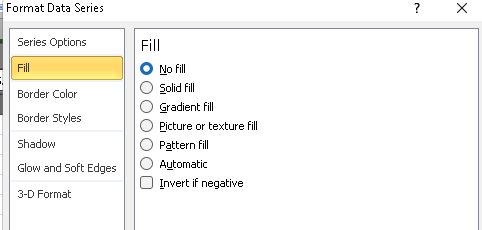 Format Data Series
?
Series Options
Fill
Border Color
Border Styles
Shadow
Glow and Soft Edges
3-D Format
Fill
No fill
Solid fill
Gradient fill
Picture or texture fill
Pattern fill
Automatic
Invert if negative